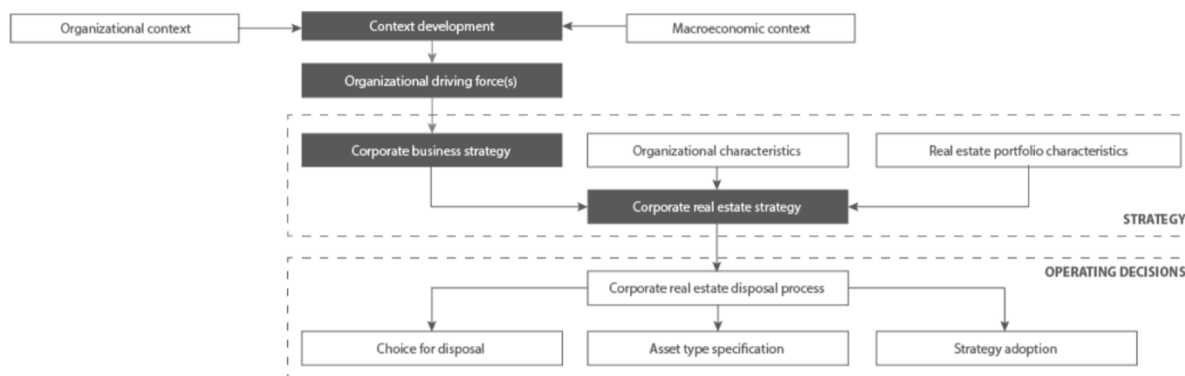 Organizational context
Context development
Macroeconomic context
Organizational driving force(s)
Corporate business strategy
Organizational characteristics
Real estate portfolio characteristics
Corporate real estate strategy
STRATEGY
OPERATING DECISIONS
Corporate real estate disposal process
Choice for disposal
Asset type specification
Strategy adoption